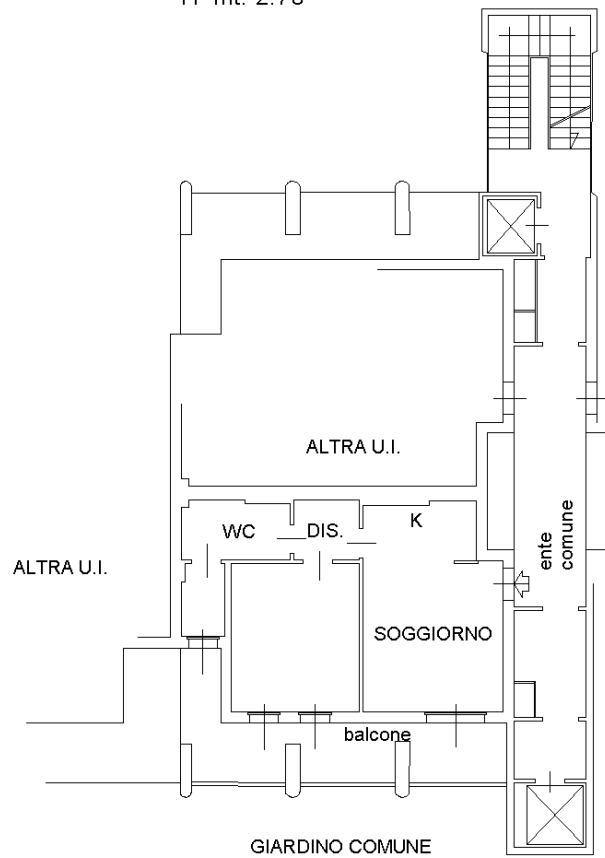 ALTRA U.I.
WC
DIS.
K
ente
comune
ALTRA U.I.
SOGGIORNO
balcone
GIARDINO COMUNE